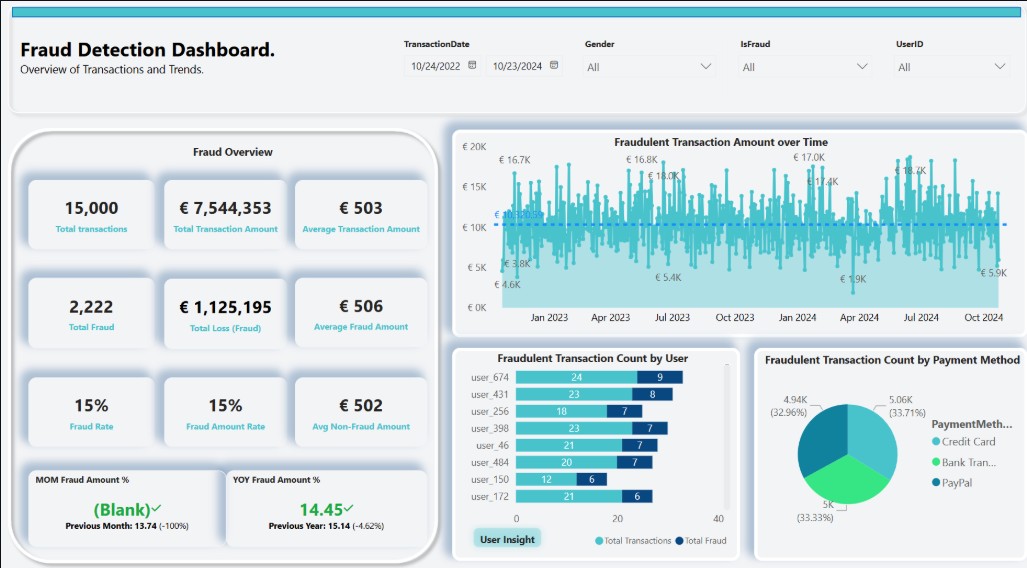 Fraud Detection Dashboard.
Overview of Transactions and Trends.
TransactionDate
10/24/2022 10/23/2024
Gender
All
IsFraud
All
UserID
All
Fraud Overview
15,000
Total transactions
€ 7,544,353
Total Transaction Amount
€ 503
Average Transaction Amount
2,222
Total Fraud
€ 1,125,195
Total Loss (Fraud)
€ 506
Average Fraud Amount
15%
Fraud Rate
15%
Fraud Amount Rate
€ 502
Avg Non-Fraud Amount
MOM Fraud Amount %
(Blank)
Previous Month: 13.74 (-100%)
YOY Fraud Amount %
14.45
Previous Year: 15.14 (-4.62%)
Fraudulent Transaction Amount over Time
€ 20K
€ 15K
€ 10K
€ 5K
€ 0K
€ 16.7K
€ 16.8K
€ 18.0K
€ 17.0K
€ 17.4K
€ 18.7K
€ 3.8K
€ 4.6K
€ 5.4K
€ 1.9K
€ 5.9K
Jan 2023 Apr 2023 Jul 2023 Oct 2023 Jan 2024 Apr 2024 Jul 2024 Oct 2024
Fraudulent Transaction Count by User
user_674 24 9
user_431 23 8
user_256 18 7
user_398 23 7
user_46 21 7
user_484 20 7
user_150 12 6
user_172 21 6
0 20 40
User Insight
Total Transactions Total Fraud
Fraudulent Transaction Count by Payment Method
4.94K
(32.96%)
5.06K
(33.71%)
5K
(33.33%)
PaymentMeth...
Credit Card
Bank Tran...
PayPal